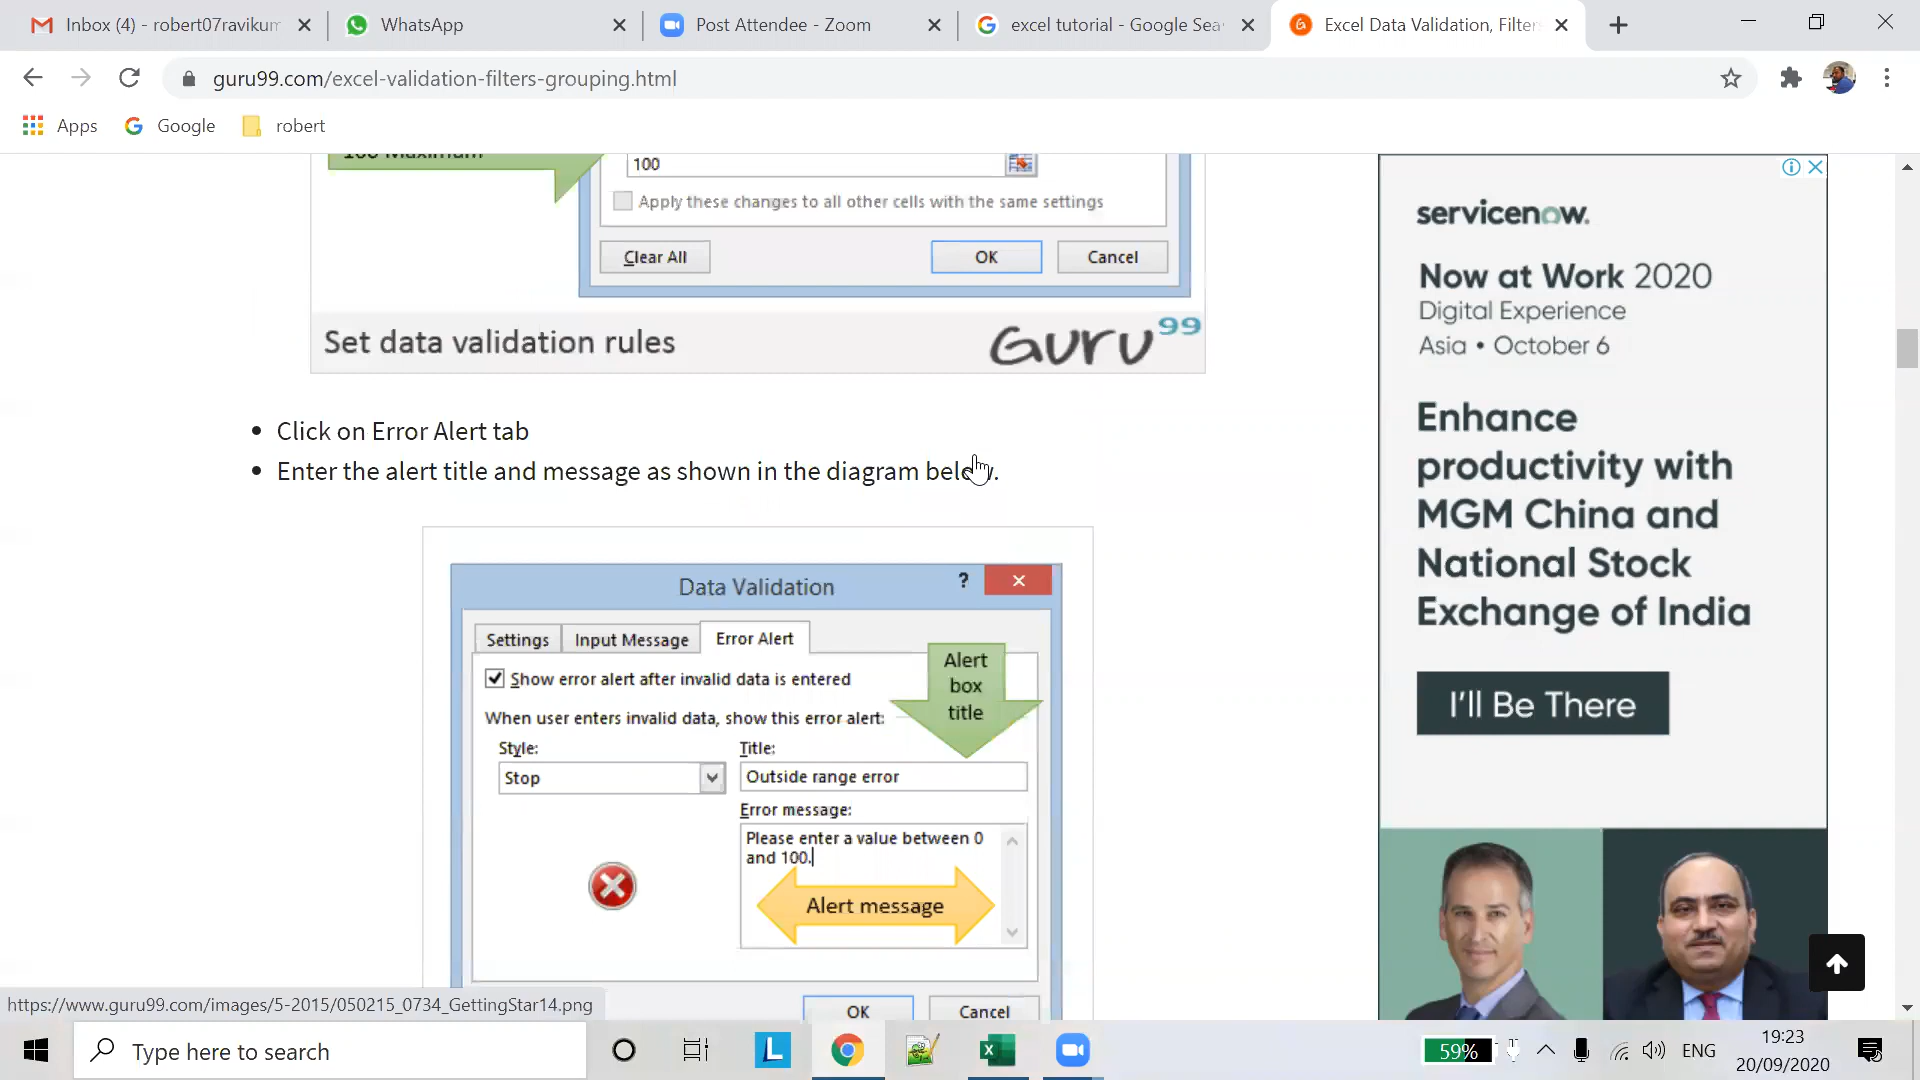 Inbox (4) - robert07ravikum
WhatsApp
Post Attendee - Zoom
excel tutorial - Google Sea
Excel Data Validation, Filters
guru99.com/excel-validation-filters-grouping.html
Apps
Google
robert
100 Maximum
100
Apply these changes to all other cells with the same settings
Clear All
OK
Cancel
Set data validation rules
Guru99
Click on Error Alert tab
Enter the alert title and message as shown in the diagram below.
Data Validation
?
Settings
Input Message
Error Alert
Show error alert after invalid data is entered
When user enters invalid data, show this error alert:
Style:
Title:
Stop
Outside range error
Error message:
Please enter a value between 0
and 100.
Alert
box
title
Alert message
OK
Cancel
servicenow.
Now at Work 2020
Digital Experience
Asia • October 6
Enhance
productivity with
MGM China and
National Stock
Exchange of India
I'll Be There
https://www.guru99.com/images/5-2015/050215_0734_GettingStar14.png
Type here to search
L
59%
ENG
19:23
20/09/2020